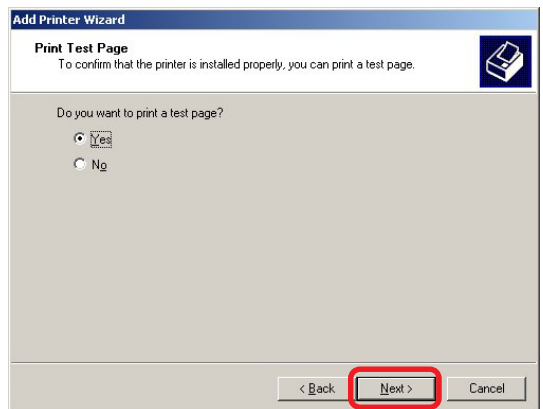 Add Printer Wizard
Print Test Page
To confirm that the printer is installed properly, you can print a test page.
Do you want to print a test page?
Yes
No
< Back
Next >
Cancel